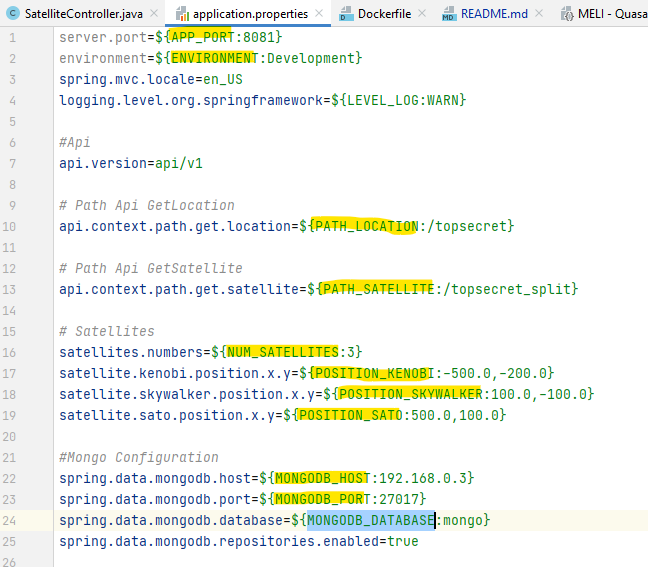 SatelliteController.java
application.properties
Dockerfile
README.md
MELI - Quasa
1 server.port=${APP_PORT:8081}
2 environment=${ENVIRONMENT:Development}
3 spring.mvc.locale=en_US
4 logging.level.org.springframework=${LEVEL_LOG:WARN}
5
6 #Api
7 api.version=api/v1
8
9 # Path Api GetLocation
10 api.context.path.get.location=${PATH_LOCATION:/topsecret}
11
12 # Path Api GetSatellite
13 api.context.path.get.satellite=${PATH_SATELLITE:/topsecret_split}
14
15 # Satellites
16 satellites.numbers=${NUM_SATELLITES:3}
17 satellite.kenobi.position.x.y=${POSITION_KENOBI:-500.0,-200.0}
18 satellite.skywalker.position.x.y=${POSITION_SKYWALKER:100.0,-100.0}
19 satellite.sato.position.x.y=${POSITION_SATO:500.0,100.0}
20
21 #Mongo Configuration
22 spring.data.mongodb.host=${MONGODB_HOST:192.168.0.3}
23 spring.data.mongodb.port=${MONGODB_PORT:27017}
24 spring.data.mongodb.database=${MONGODB_DATABASE:mongo}
25 spring.data.mongodb.repositories.enabled=true
26